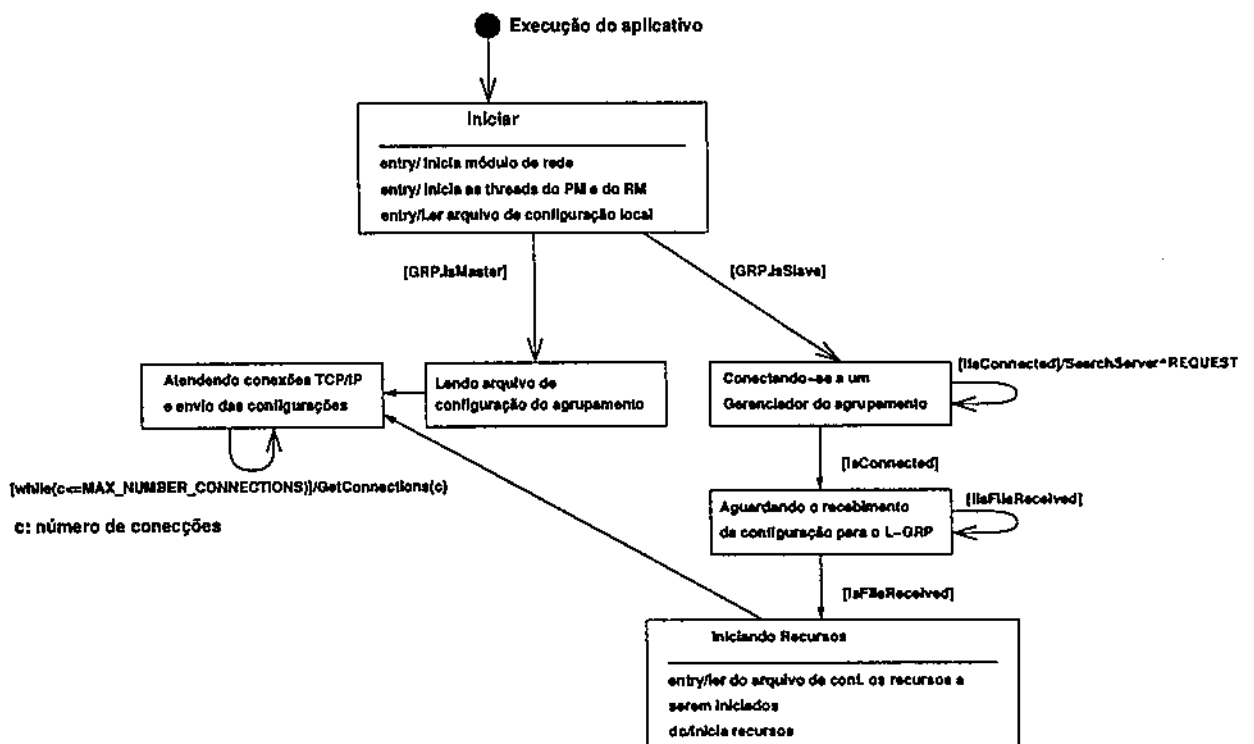 Execução do aplicativo
Iniciar
entry/ Inicia módulo de rede
entry/ Inicia as threads do PM e do RM
entry/Ler arquivo de configuração local
[GRP.isMaster]
[GRP.isSlave]
Atendendo conexões TCP/IP
e envio das configurações
Lendo arquivo de
configuração do agrupamento
Conectando-se a um
Gerenciador do agrupamento
[!isConnected]/SearchServer^REQUEST
[while(c<=MAX_NUMBER_CONNECTIONS)]/GetConnections(c)
c: número de conecções
[isConnected]
Aguardando o recebimento
da configuração para o L-GRP
[!isFileReceived]
[isFileReceived]
Iniciando Recursos
entry/ler do arquivo de conf. os recursos a
serem iniciados
do/inicia recursos